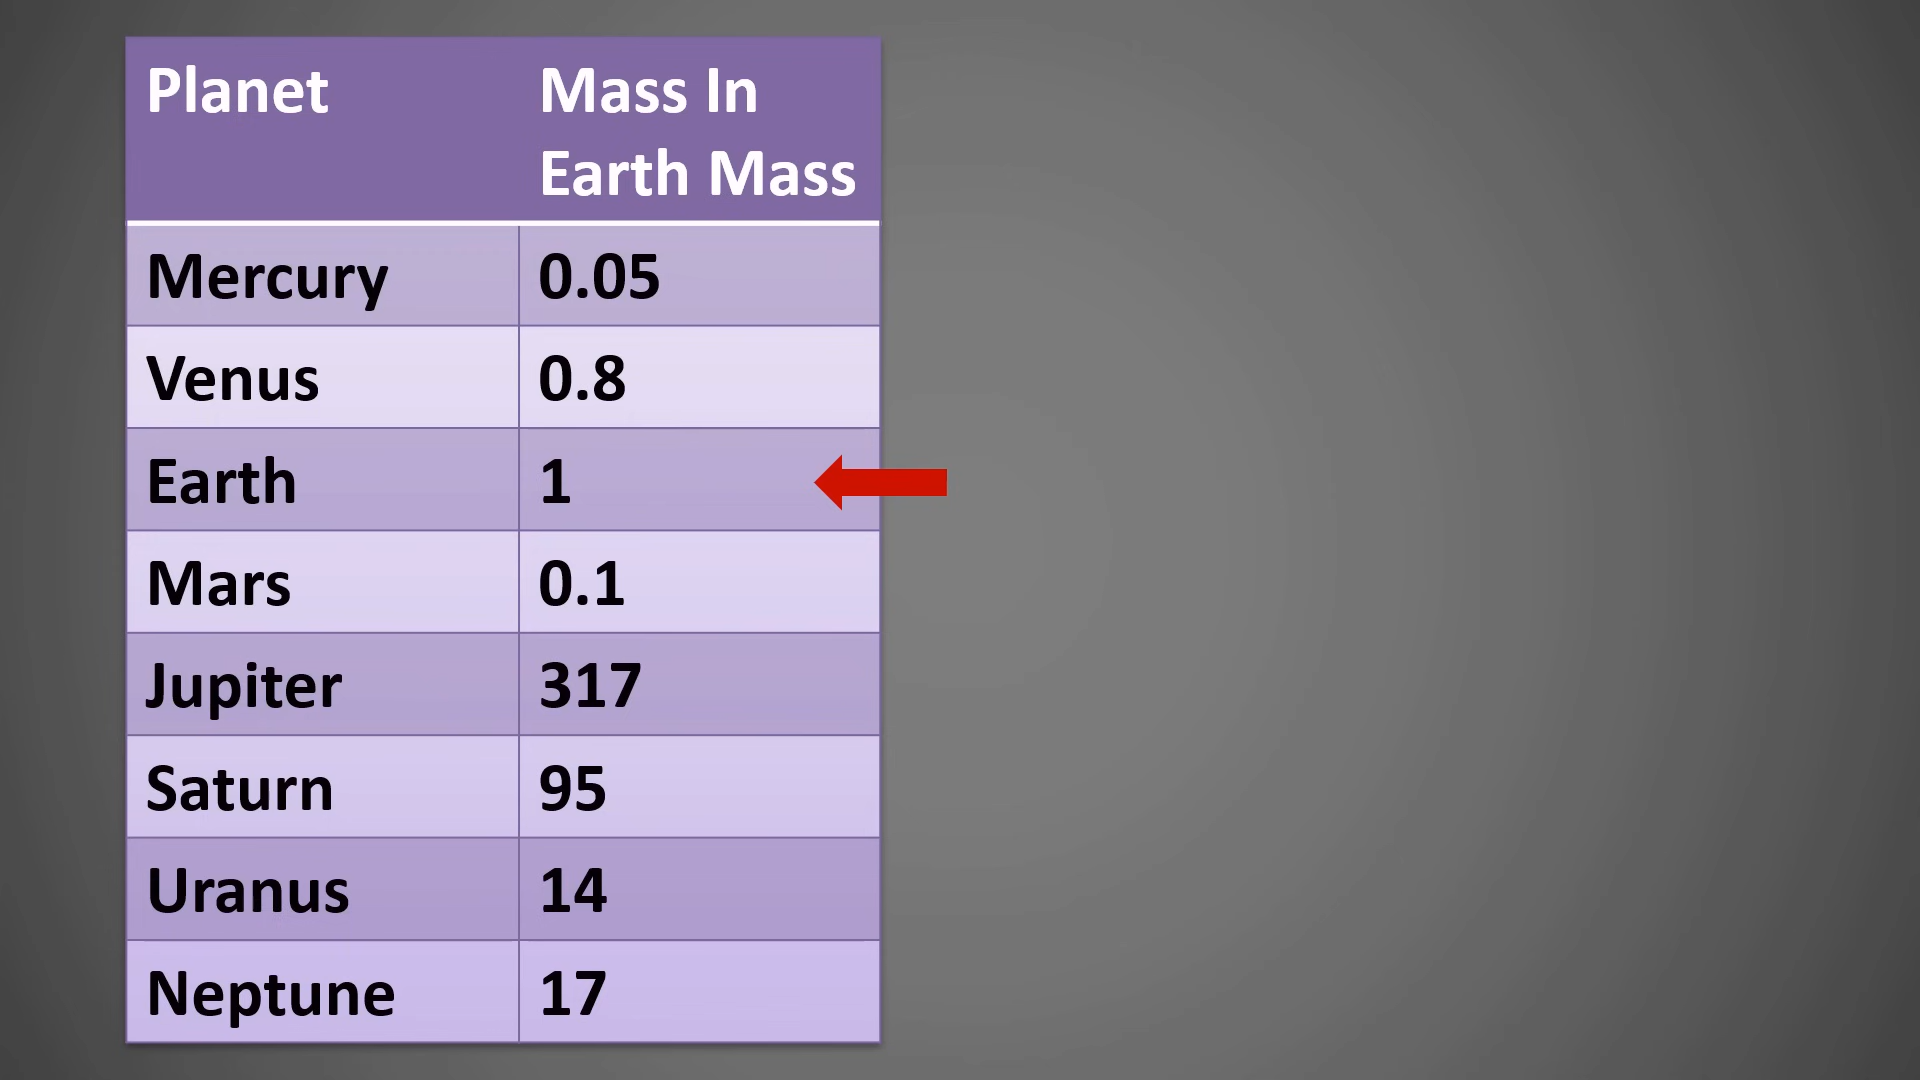 Planet Mass In
Earth Mass
Mercury 0.05
Venus 0.8
Earth 1
Mars 0.1
Jupiter 317
Saturn 95
Uranus 14
Neptune 17